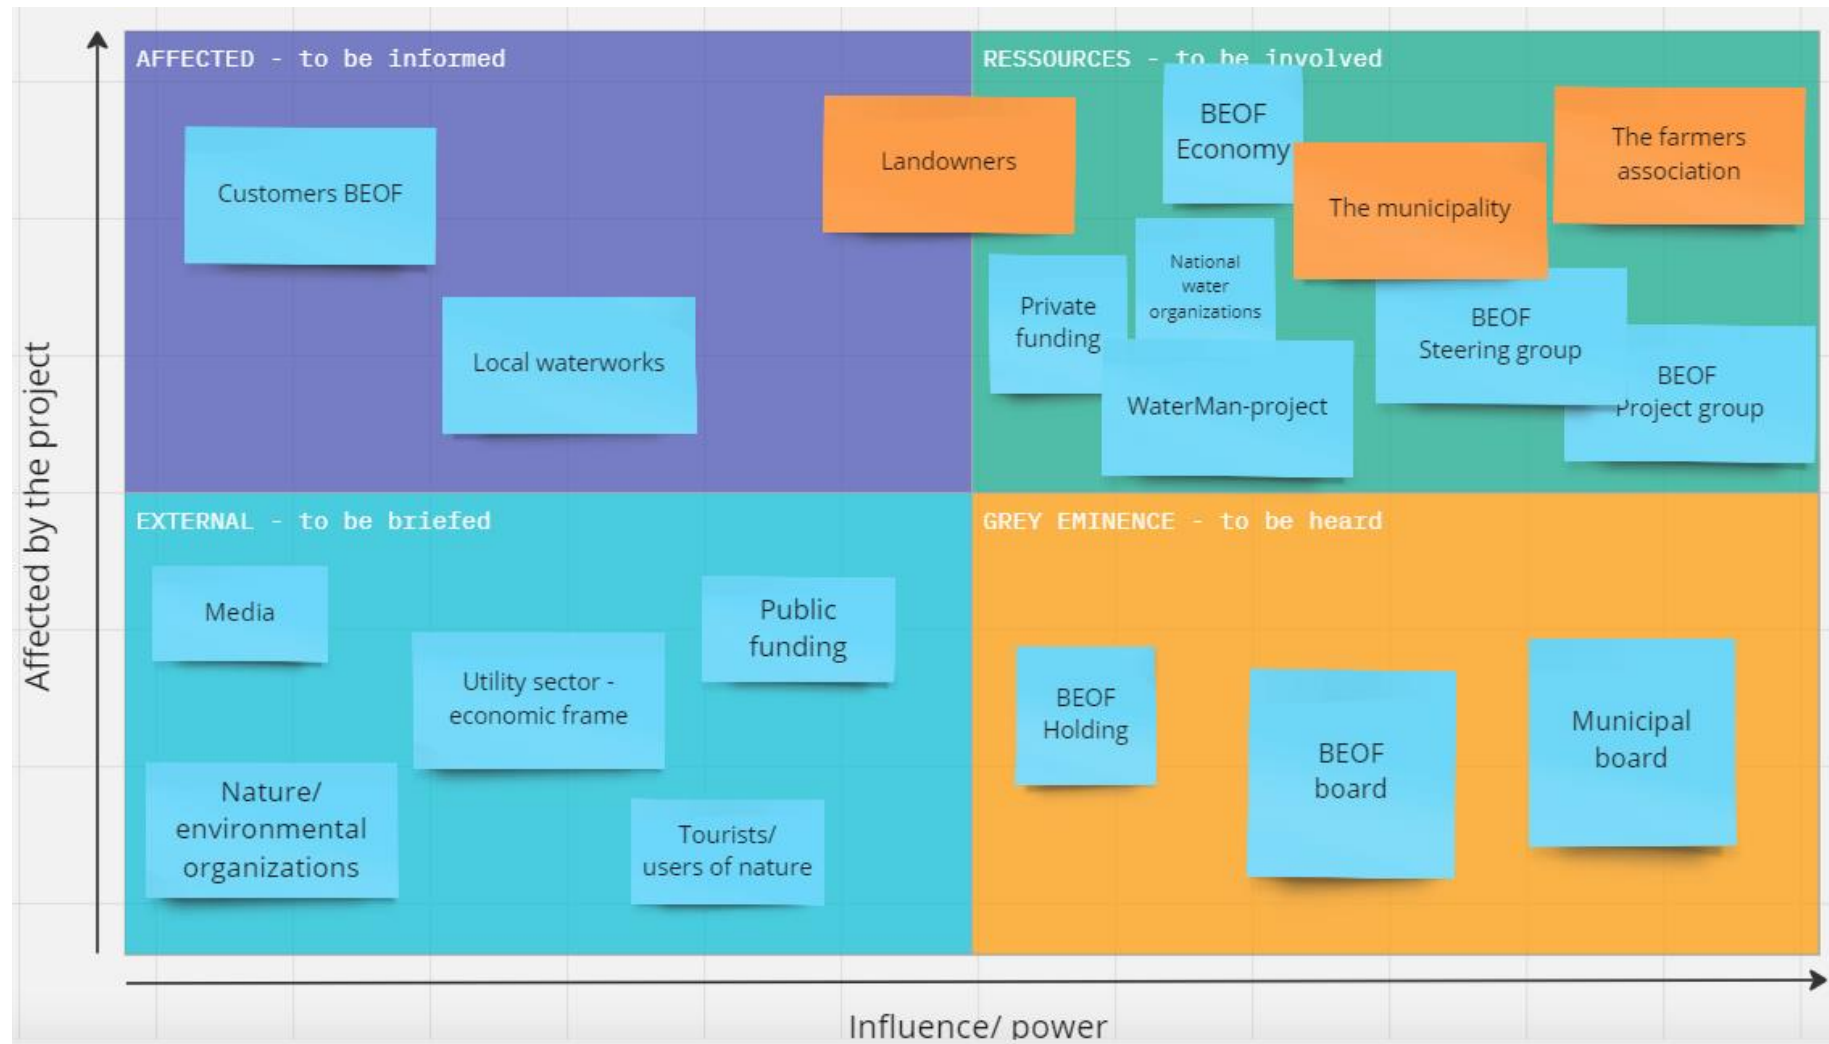 AFFECTED - to be informed
Customers BEOF
Local waterworks
Landowners
RESSOURCES - to be involved
BEOF
Economy
The municipality
The farmers
association
National
water
organizations
Private
funding
WaterMan-project
BEOF
Steering group
BEOF
Project group
EXTERNAL - to be briefed
Media
Utility sector -
economic frame
Public
funding
Nature/
environmental
organizations
Tourists/
users of nature
GREY EMINENCE - to be heard
BEOF
Holding
BEOF
board
Municipal
board
Affected by the project
Influence/ power